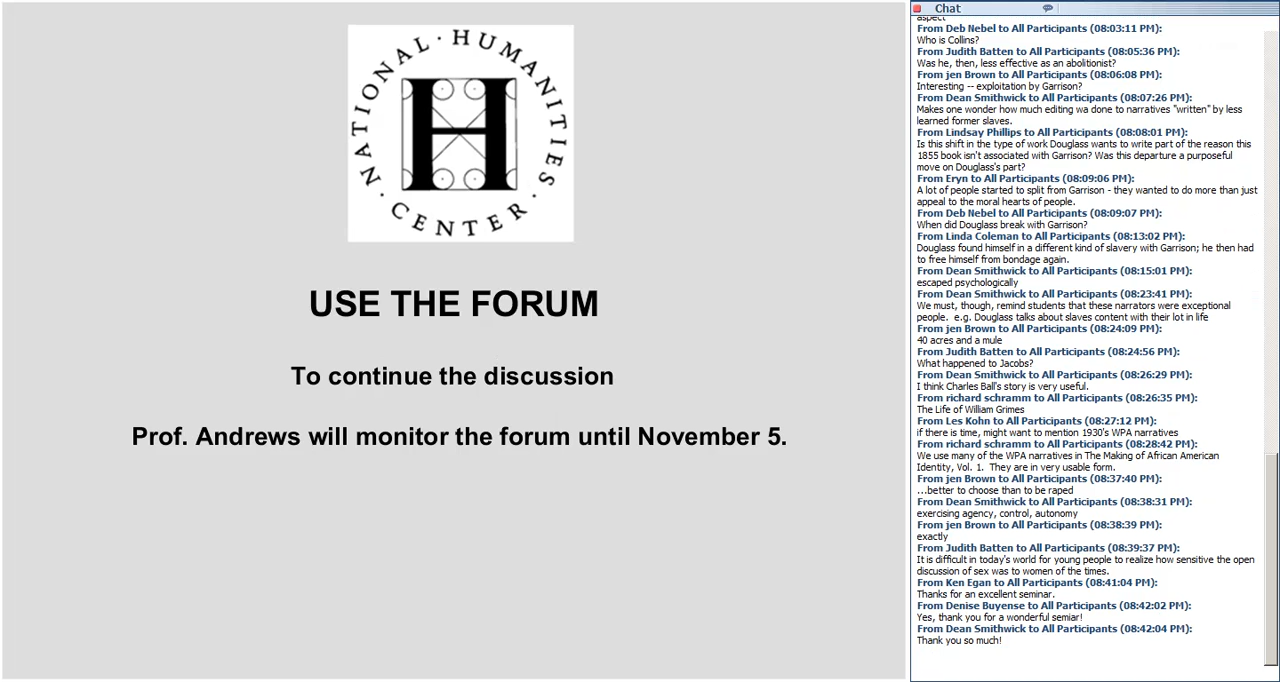 NATIONAL · HUMANITIES · CENTER ·
H
USE THE FORUM
To continue the discussion
Prof. Andrews will monitor the forum until November 5.
Chat
aspect
From Deb Nebel to All Participants (08:03:11 PM):
Who is Collins?
From Judith Batten to All Participants (08:05:36 PM):
Was he, then, less effective as an abolitionist?
From jen Brown to All Participants (08:06:08 PM):
Interesting -- exploitation by Garrison?
From Dean Smithwick to All Participants (08:07:26 PM):
Makes one wonder how much editing wa done to narratives "written" by less
learned former slaves.
From Lindsay Phillips to All Participants (08:08:01 PM):
Is this shift in the type of work Douglass wants to write part of the reason this
1855 book isn't associated with Garrison? Was this departure a purposeful
move on Douglass's part?
From Eryn to All Participants (08:09:06 PM):
A lot of people started to split from Garrison - they wanted to do more than just
appeal to the moral hearts of people.
From Deb Nebel to All Participants (08:09:07 PM):
When did Douglass break with Garrison?
From Linda Coleman to All Participants (08:13:02 PM):
Douglass found himself in a different kind of slavery with Garrison; he then had
to free himself from bondage again.
From Dean Smithwick to All Participants (08:15:01 PM):
escaped psychologically
From Dean Smithwick to All Participants (08:23:41 PM):
We must, though, remind students that these narrators were exceptional
people. e.g. Douglass talks about slaves content with their lot in life
From jen Brown to All Participants (08:24:09 PM):
40 acres and a mule
From Judith Batten to All Participants (08:24:56 PM):
What happened to Jacobs?
From Dean Smithwick to All Participants (08:26:29 PM):
I think Charles Ball's story is very useful.
From richard schramm to All Participants (08:26:35 PM):
The Life of William Grimes
From Les Kohn to All Participants (08:27:12 PM):
if there is time, might want to mention 1930's WPA narratives
From richard schramm to All Participants (08:28:42 PM):
We use many of the WPA narratives in The Making of African American
Identity, Vol. 1. They are in very usable form.
From jen Brown to All Participants (08:37:40 PM):
...better to choose than to be raped
From Dean Smithwick to All Participants (08:38:31 PM):
exercising agency, control, autonomy
From jen Brown to All Participants (08:38:39 PM):
exactly
From Judith Batten to All Participants (08:39:37 PM):
It is difficult in today's world for young people to realize how sensitive the open
discussion of sex was to women of the times.
From Ken Egan to All Participants (08:41:04 PM):
Thanks for an excellent seminar.
From Denise Buyense to All Participants (08:42:02 PM):
Yes, thank you for a wonderful semiar!
From Dean Smithwick to All Participants (08:42:04 PM):
Thank you so much!